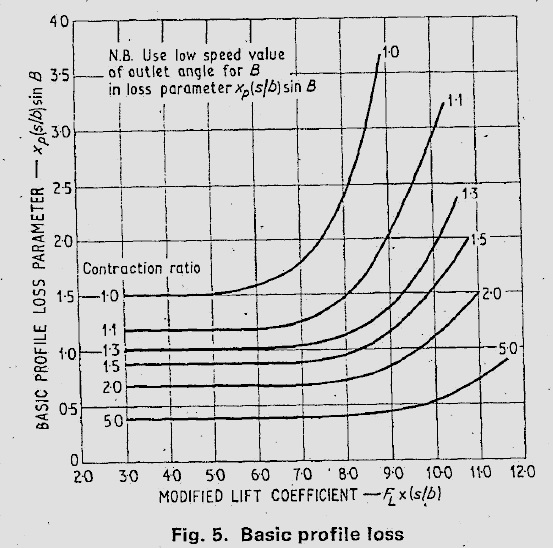 4·0
N.B. Use low speed value
of outlet angle for B
in loss parameter xp(s/b) sin B
1·0
3·5
1·1
3·0
2·5
1·3
2·0
1·5
Contraction ratio
1·5
1·0
2·0
1·1
1·0
1·3
5·0
1·5
2·0
0·5
5·0
0
2·0 3·0 4·0 5·0 6·0 7·0 8·0 9·0 10·0 11·0 12·0
BASIC PROFILE LOSS PARAMETER — xp(s/b) sin B
MODIFIED LIFT COEFFICIENT — FL x (s/b)
Fig. 5. Basic profile loss